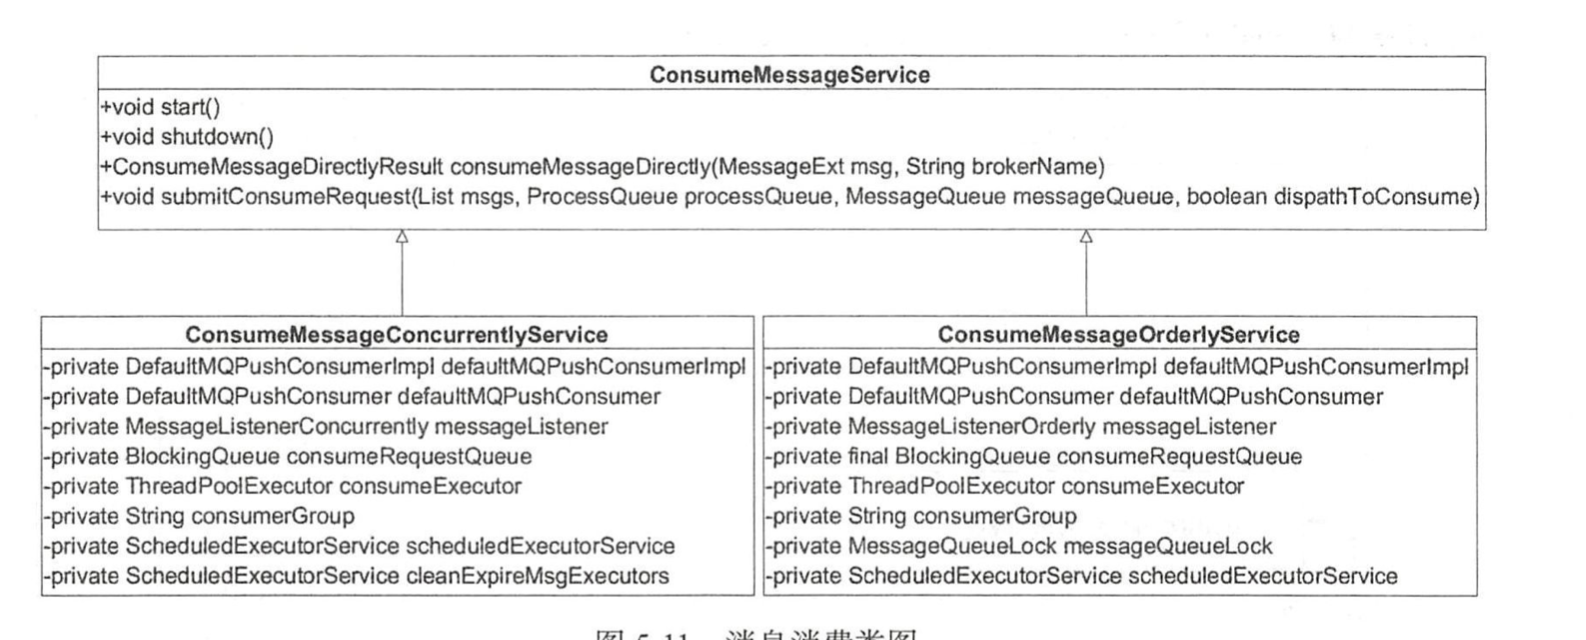 ConsumeMessageService
+void start()
+void shutdown()
+ConsumeMessageDirectlyResult consumeMessageDirectly(MessageExt msg, String brokerName)
+void submitConsumeRequest(List msgs, ProcessQueue processQueue, MessageQueue messageQueue, boolean dispathToConsume)
ConsumeMessageConcurrentlyService
-private DefaultMQPushConsumerImpl defaultMQPushConsumerImpl
-private DefaultMQPushConsumer defaultMQPushConsumer
-private MessageListenerConcurrently messageListener
-private BlockingQueue consumeRequestQueue
-private ThreadPoolExecutor consumeExecutor
-private String consumerGroup
-private ScheduledExecutorService scheduledExecutorService
-private ScheduledExecutorService cleanExpireMsgExecutors
ConsumeMessageOrderlyService
-private DefaultMQPushConsumerImpl defaultMQPushConsumerImpl
-private DefaultMQPushConsumer defaultMQPushConsumer
-private MessageListenerOrderly messageListener
-private final BlockingQueue consumeRequestQueue
-private ThreadPoolExecutor consumeExecutor
-private String consumerGroup
-private MessageQueueLock messageQueueLock
-private ScheduledExecutorService scheduledExecutorService
图 5-11 消息消费类图